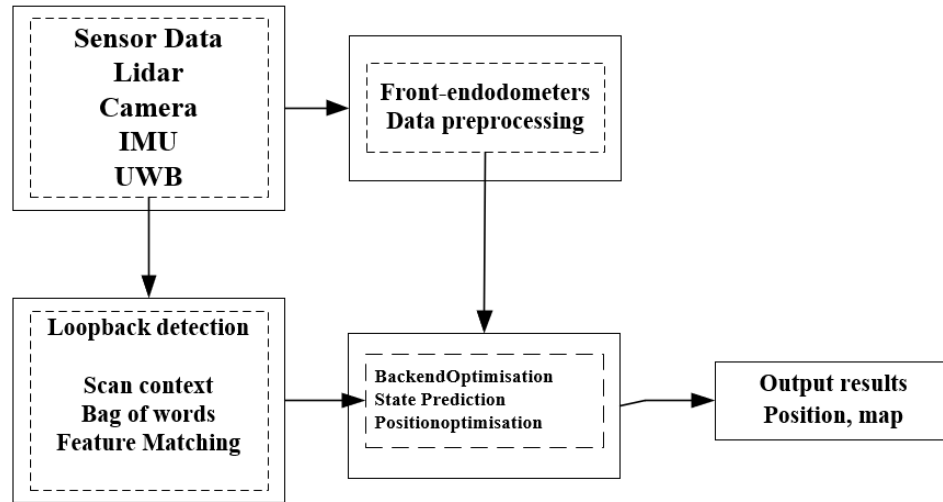 Sensor Data
Lidar
Camera
IMU
UWB
Front-endodometers
Data preprocessing
Loopback detection
Scan context
Bag of words
Feature Matching
BackendOptimisation
State Prediction
Positionoptimisation
Output results
Position, map